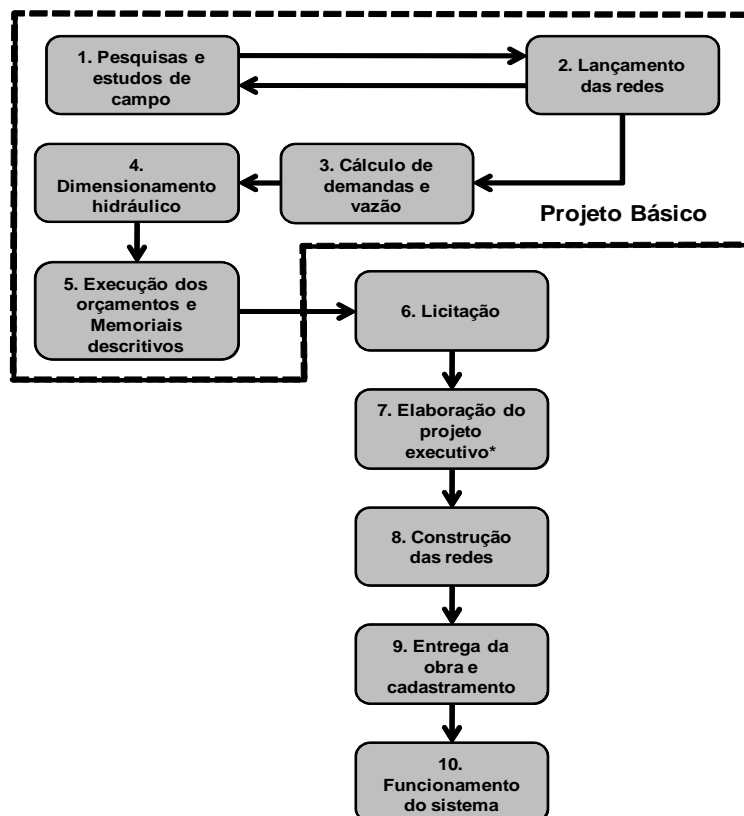 1. Pesquisas e
estudos de
campo
2. Lançamento
das redes
3. Cálculo de
demandas e
vazão
4.
Dimensionamento
hidráulico
Projeto Básico
5. Execução dos
orçamentos e
Memoriais
descritivos
6. Licitação
7. Elaboração do
projeto
executivo*
8. Construção
das redes
9. Entrega da
obra e
cadastramento
10.
Funcionamento
do sistema